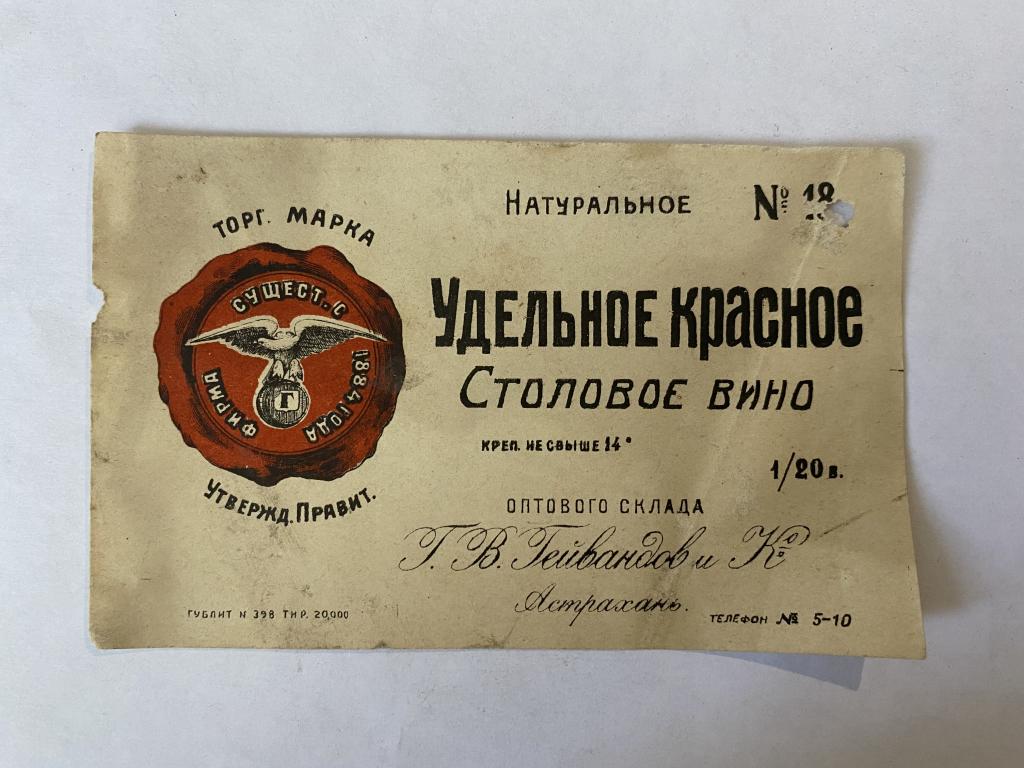 ТОРГ. МАРКА
СУЩЕСТ. С
1884 ГОДА
ФИРМА
Г
УТВЕРЖД. ПРАВИТ.
НАТУРАЛЬНОЕ
№ 18
УДЕЛЬНОЕ КРАСНОЕ
СТОЛОВОЕ ВИНО
КРЕП. НЕ СВЫШЕ 14°
1/20 в.
ОПТОВОГО СКЛАДА
Г. В. Гейвандов и Ко
Астрахань.
ГУБЛИТ N 398 ТИР. 20,000
ТЕЛЕФОН № 5-10